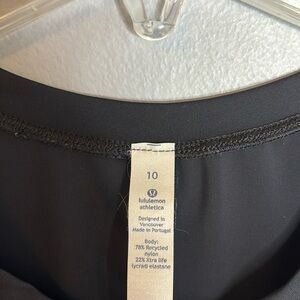 10
lululemon
athletica
Designed in
Vancouver
Made in Portugal
Body:
78% Recycled
nylon
22% Xtra life
lycra® elastane